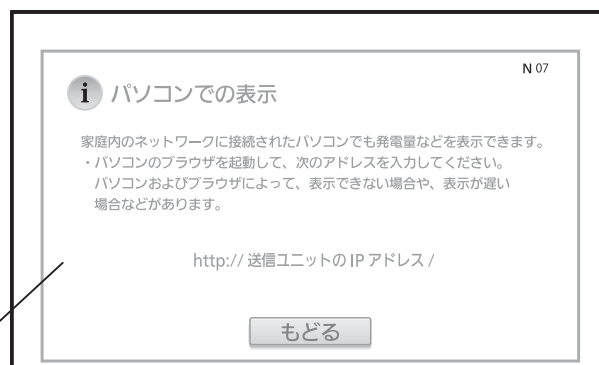 N 07
i パソコンでの表示
家庭内のネットワークに接続されたパソコンでも発電量などを表示できます。
・パソコンのブラウザを起動して、次のアドレスを入力してください。
パソコンおよびブラウザによって、表示できない場合や、表示が遅い
場合などがあります。
http:// 送信ユニットの IP アドレス /
もどる